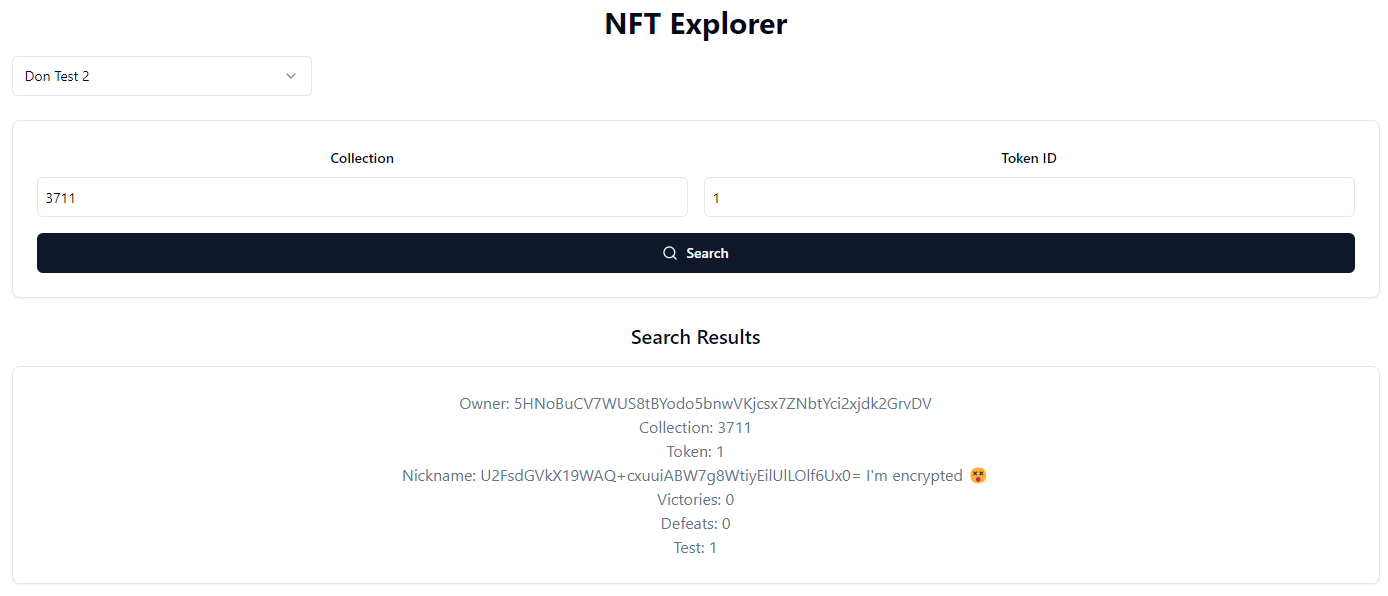 NFT Explorer
Don Test 2
Collection
Token ID
3711
1
Search
Search Results
Owner: 5HNoBuCV7WUS8tBYodo5bnwVKjcsx7ZNbtYci2xjdk2GrvDV
Collection: 3711
Token: 1
Nickname: U2FsdGVkX19WAQ+cxuuiABW7g8WtiyEilUlLOlf6Ux0= I'm encrypted 😵
Victories: 0
Defeats: 0
Test: 1